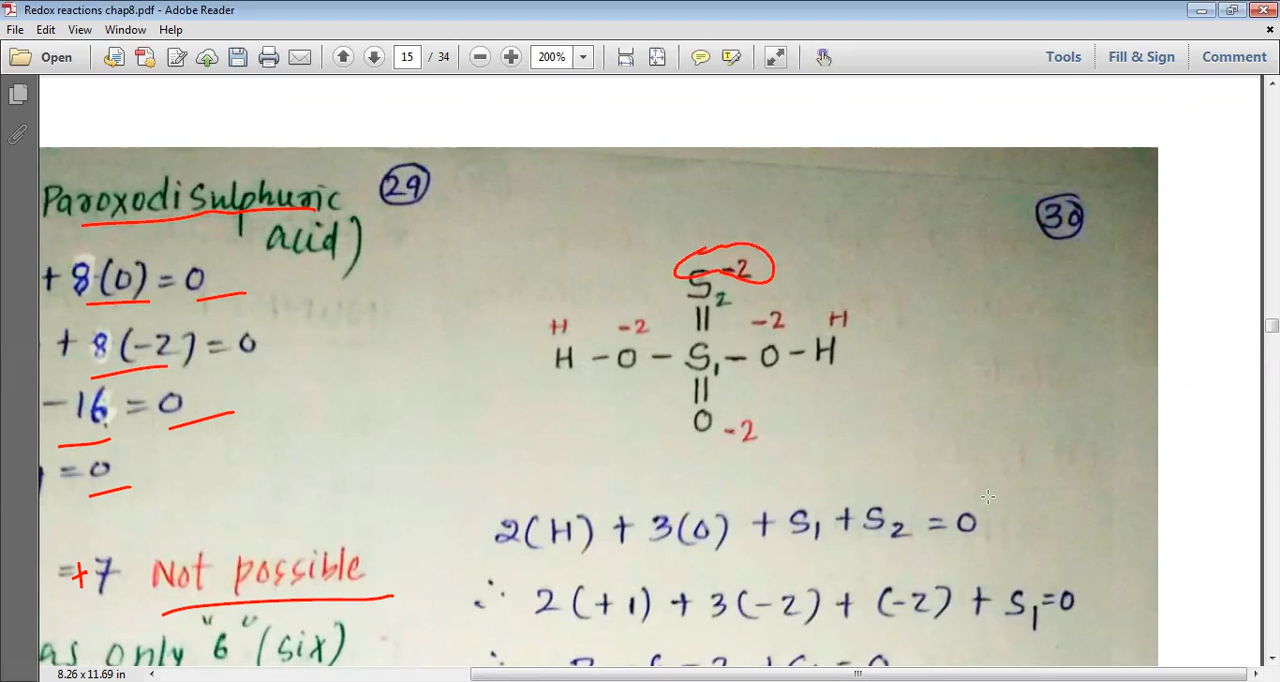 Redox reactions chap8.pdf - Adobe Reader
File Edit View Window Help
Open 15 / 34 200% Tools Fill & Sign Comment
Paroxodi Sulphuric
acid)
29
+ 8(0) = 0
+ 8(-2) = 0
-16 = 0
= 0
=+7 Not possible
as only "6" (six)
30
S2 -2
||
H -2 -2 H
H - O - S1 - O - H
||
O -2
2(H) + 3(O) + S1 + S2 = 0
∴ 2(+1) + 3(-2) + (-2) + S1=0
8.26 x 11.69 in